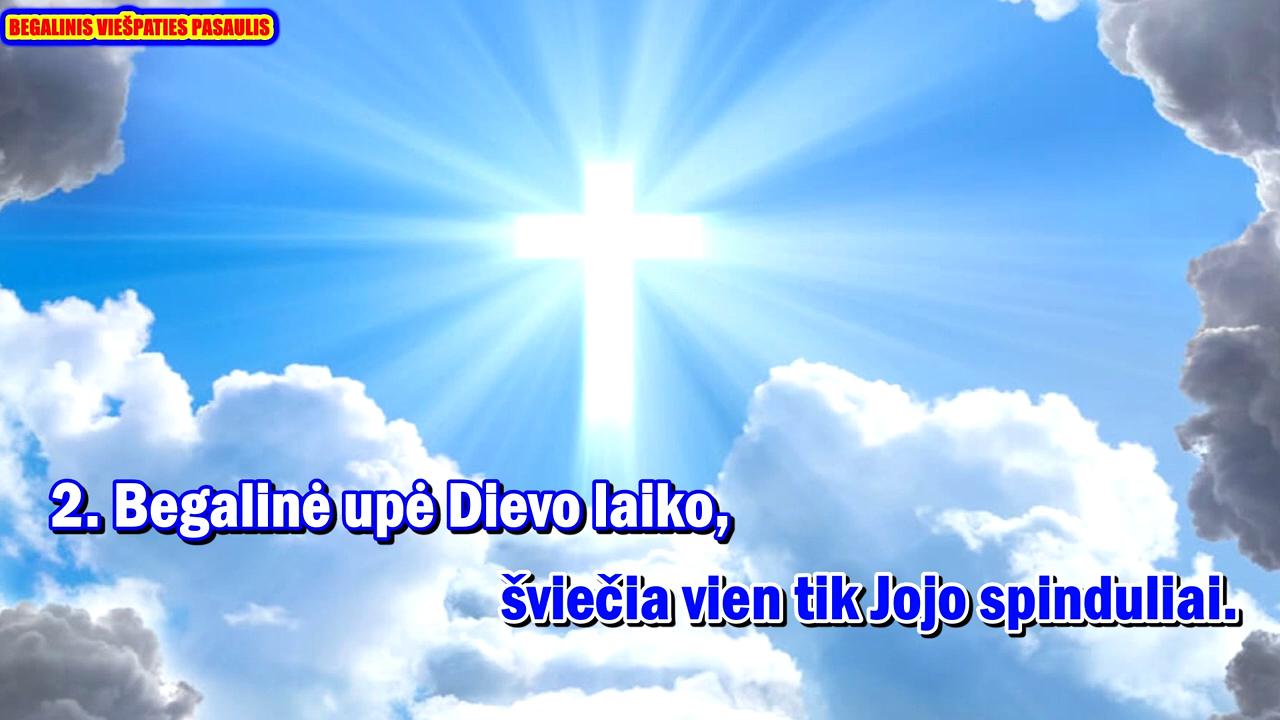 BEGALINIS VIEŠPATIES PASAULIS
2. Begalinė upė Dievo laiko,
šviečia vien tik Jojo spinduliai.